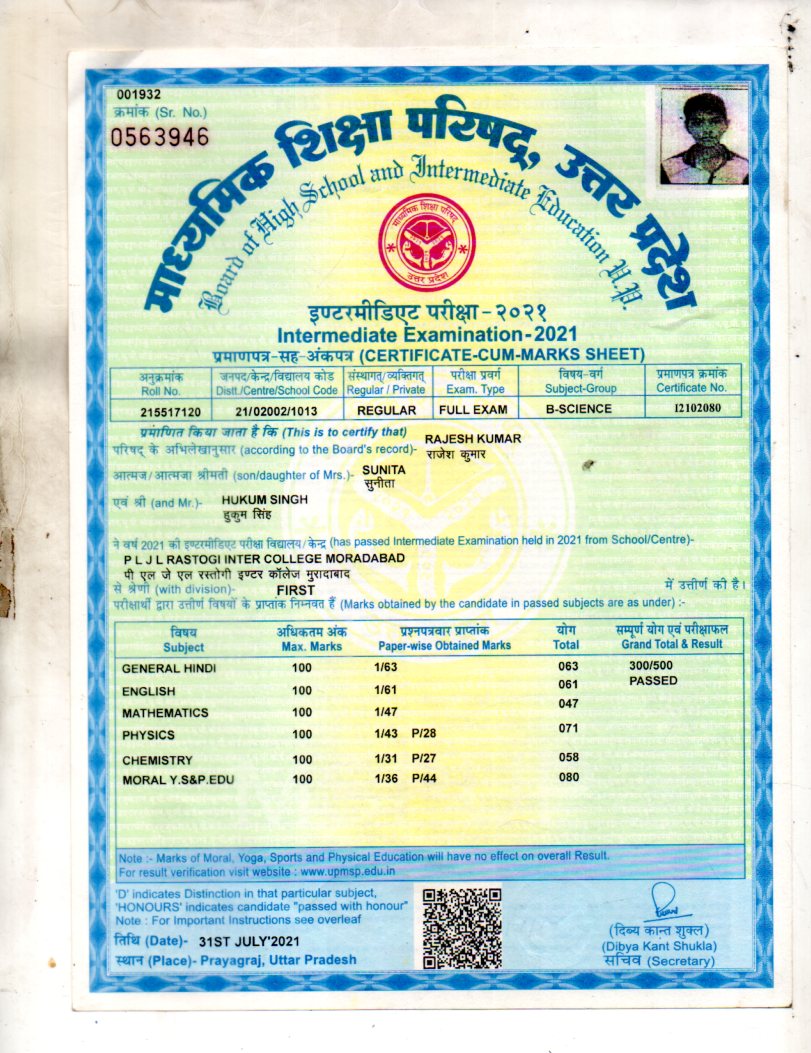 001932
क्रमांक (Sr. No.)
0563946
माध्यमिक शिक्षा परिषद्, उत्तर प्रदेश
Board of High School and Intermediate Education U.P.
माध्यमिक शिक्षा परिषद
उत्तर प्रदेश
इण्टरमीडिएट परीक्षा-२०२१
Intermediate Examination-2021
प्रमाणपत्र-सह-अंकपत्र (CERTIFICATE-CUM-MARKS SHEET)
अनुक्रमांक जनपद/केन्द्र/विद्यालय कोड संस्थागत/व्यक्तिगत परीक्षा प्रवर्ग विषय-वर्ग प्रमाणपत्र क्रमांक
Roll No. Distt./Centre/School Code Regular / Private Exam. Type Subject-Group Certificate No.
215517120 21/02002/1013 REGULAR FULL EXAM B-SCIENCE 12102080
प्रमाणित किया जाता है कि (This is to certify that) RAJESH KUMAR
परिषद् के अभिलेखानुसार (according to the Board's record)- राजेश कुमार
आत्मज/आत्मजा श्रीमती (son/daughter of Mrs.)- SUNITA
सुनीता
एवं श्री (and Mr.)- HUKUM SINGH
हुकुम सिंह
ने वर्ष 2021 की इण्टरमीडिएट परीक्षा विद्यालय/केन्द्र (has passed Intermediate Examination held in 2021 from School/Centre)-
P L J L RASTOGI INTER COLLEGE MORADABAD
पी एल जे एल रस्तोगी इण्टर कॉलेज मुरादाबाद
से श्रेणी (with division)- FIRST में उत्तीर्ण की है।
परीक्षार्थी द्वारा उत्तीर्ण विषयों के प्राप्तांक निम्नवत हैं (Marks obtained by the candidate in passed subjects are as under) :-
विषय अधिकतम अंक प्रश्नपत्रवार प्राप्तांक योग सम्पूर्ण योग एवं परीक्षाफल
Subject Max. Marks Paper-wise Obtained Marks Total Grand Total & Result
GENERAL HINDI 100 1/63 063 300/500
ENGLISH 100 1/61 061 PASSED
MATHEMATICS 100 1/47 047
PHYSICS 100 1/43 P/28 071
CHEMISTRY 100 1/31 P/27 058
MORAL Y.S&P.EDU 100 1/36 P/44 080
Note :- Marks of Moral, Yoga, Sports and Physical Education will have no effect on overall Result.
For result verification visit website : www.upmsp.edu.in
'D' indicates Distinction in that particular subject,
'HONOURS' indicates candidate "passed with honour"
Note : For Important Instructions see overleaf
तिथि (Date)- 31ST JULY'2021
स्थान (Place)- Prayagraj, Uttar Pradesh
(दिब्य कान्त शुक्ल)
(Dibya Kant Shukla)
सचिव (Secretary)